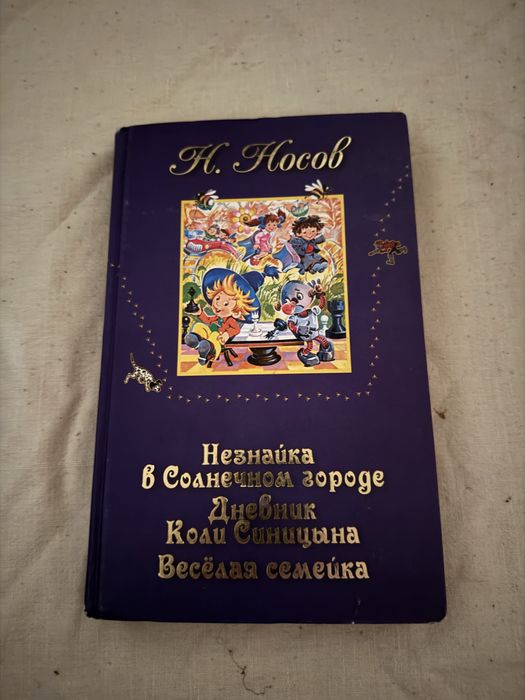 Н. Носов
Незнайка
в Солнечном городе
Дневник
Коли Синицына
Весёлая семейка